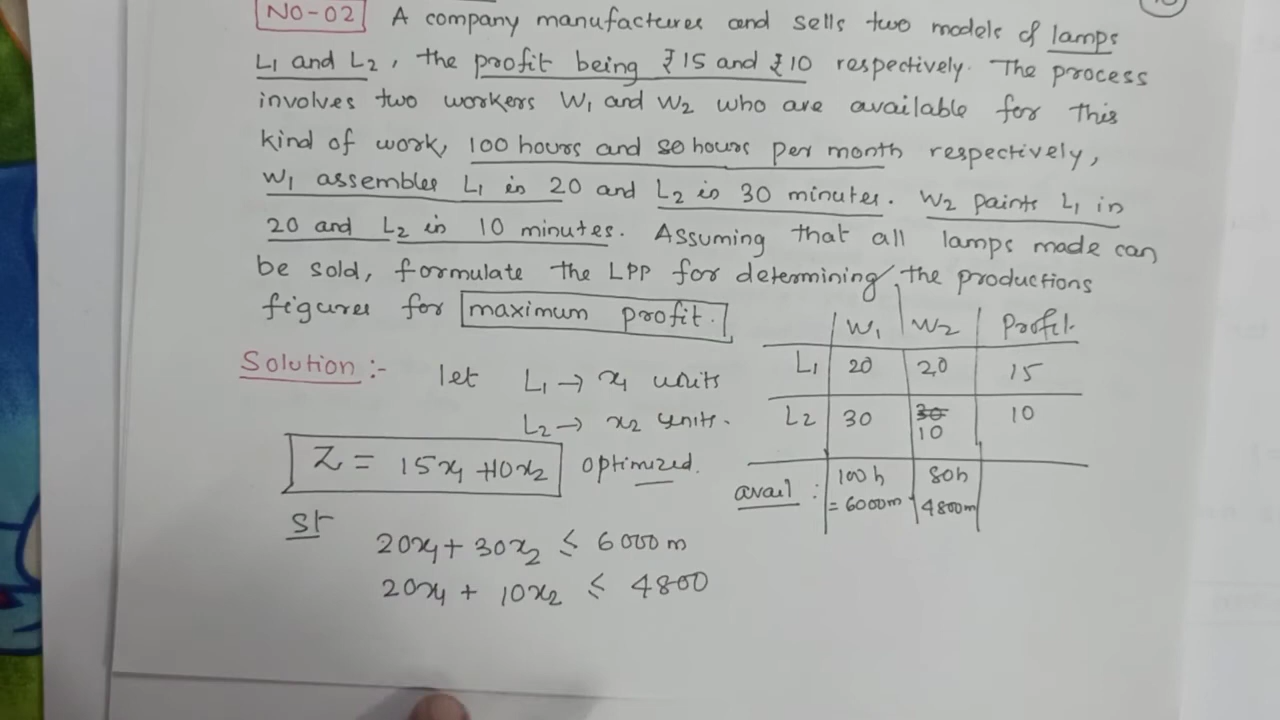 NO-02 A company manufactures and sells two models of lamps
L1 and L2, the profit being ₹15 and ₹10 respectively. The process
involves two workers W1 and W2 who are available for this
kind of work, 100 hours and 80 hours per month respectively,
W1 assembles L1 in 20 and L2 in 30 minutes. W2 paints L1 in
20 and L2 in 10 minutes. Assuming that all lamps made can
be sold, formulate the LPP for determining the productions
figures for maximum profit.
W1 W2 Profit.
Solution :- let L1 → x1 units
L1 20 20 15
L2 → x2 units.
L2 30 30 10
10
Z = 15x1 +10x2 optimized.
avail : 100h 80h
= 6000m 4800m
St
20x1 + 30x2 ≤ 6000 m
20x1 + 10x2 ≤ 4800